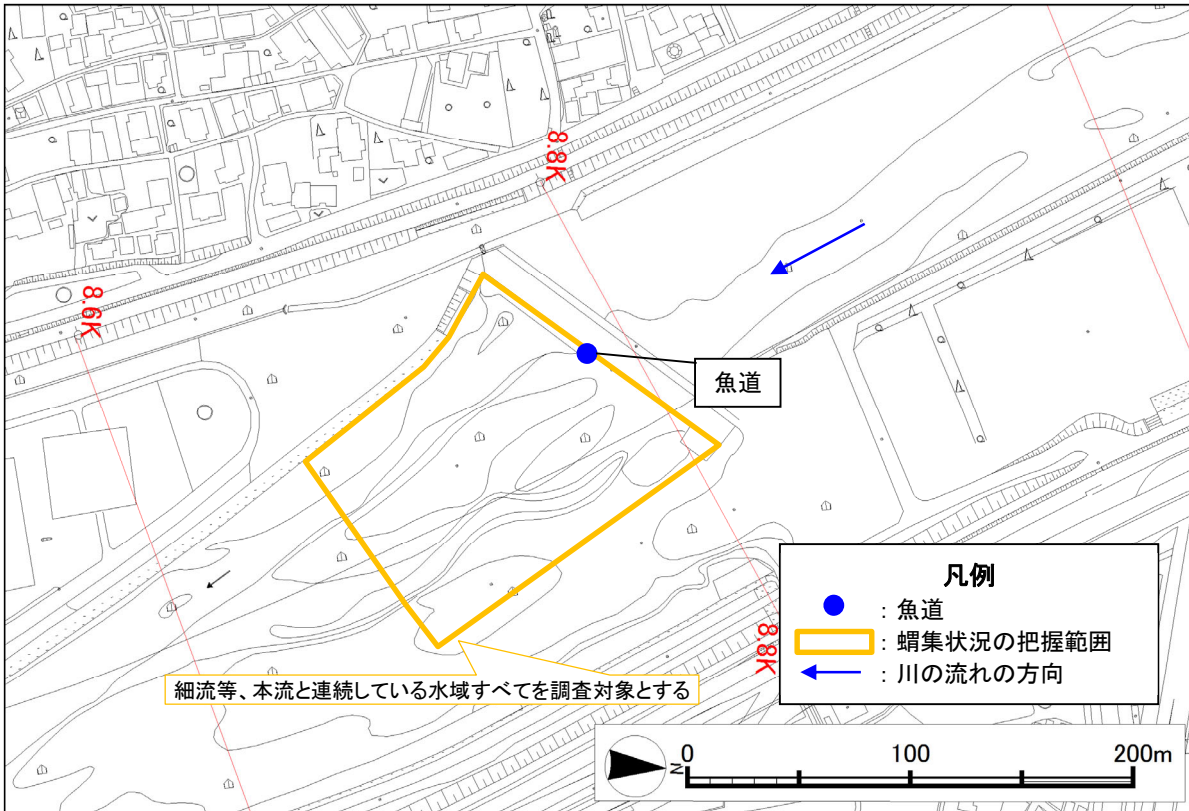 8.8K
8.6K
魚道
細流等、本流と連続している水域すべてを調査対象とする
8.8K
凡例
：魚道
：蝟集状況の把握範囲
：川の流れの方向
N
0 100 200m